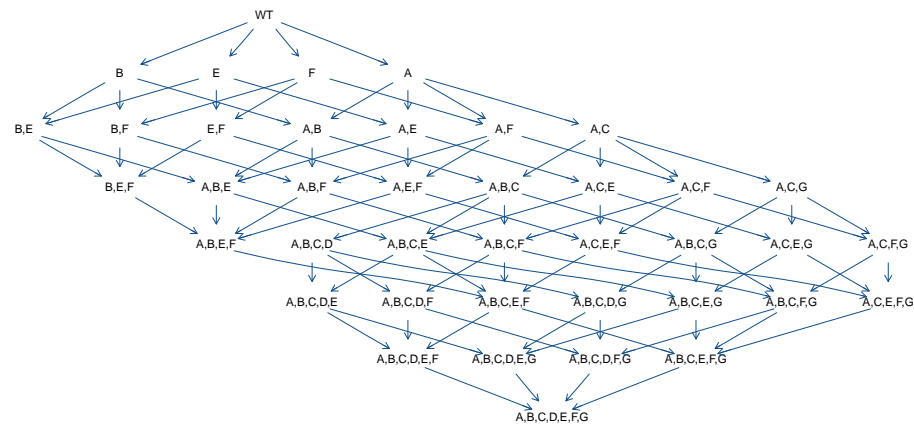 WT
B E F A
B,E B,F E,F A,B A,E A,F A,C
B,E,F A,B,E A,B,F A,E,F A,B,C A,C,E A,C,F A,C,G
A,B,E,F A,B,C,D A,B,C,E A,B,C,F A,C,E,F A,B,C,G A,C,E,G A,C,F,G
A,B,C,D,E A,B,C,D,F A,B,C,E,F A,B,C,D,G A,B,C,E,G A,B,C,F,G A,C,E,F,G
A,B,C,D,E,F A,B,C,D,E,G A,B,C,D,F,G A,B,C,E,F,G
A,B,C,D,E,F,G